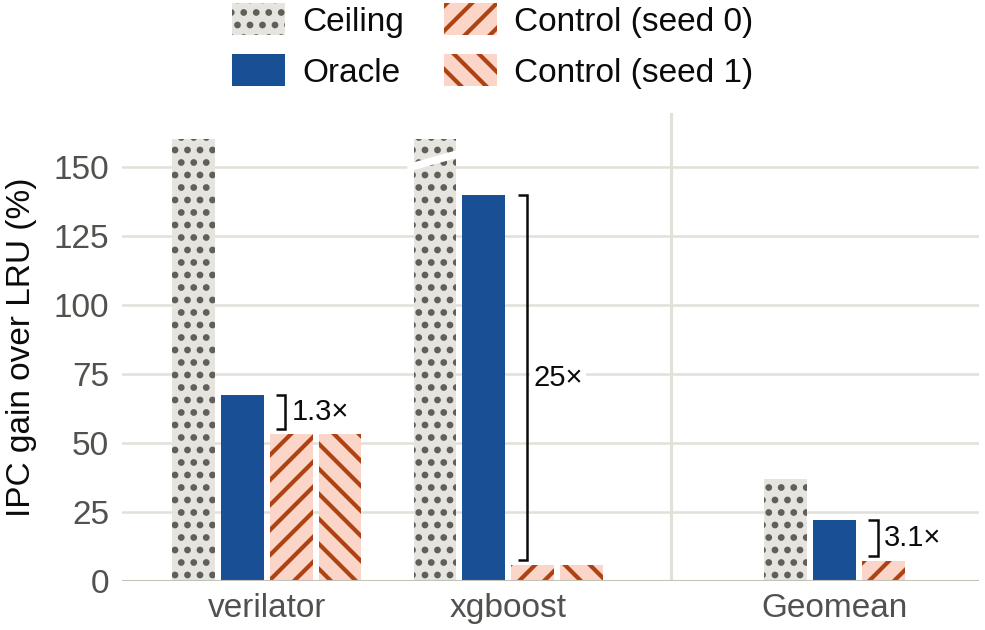 Ceiling
Control (seed 0)
Oracle
Control (seed 1)
IPC gain over LRU (%)
150
125
100
75
50
25
0
1.3×
25×
3.1×
verilator
xgboost
Geomean